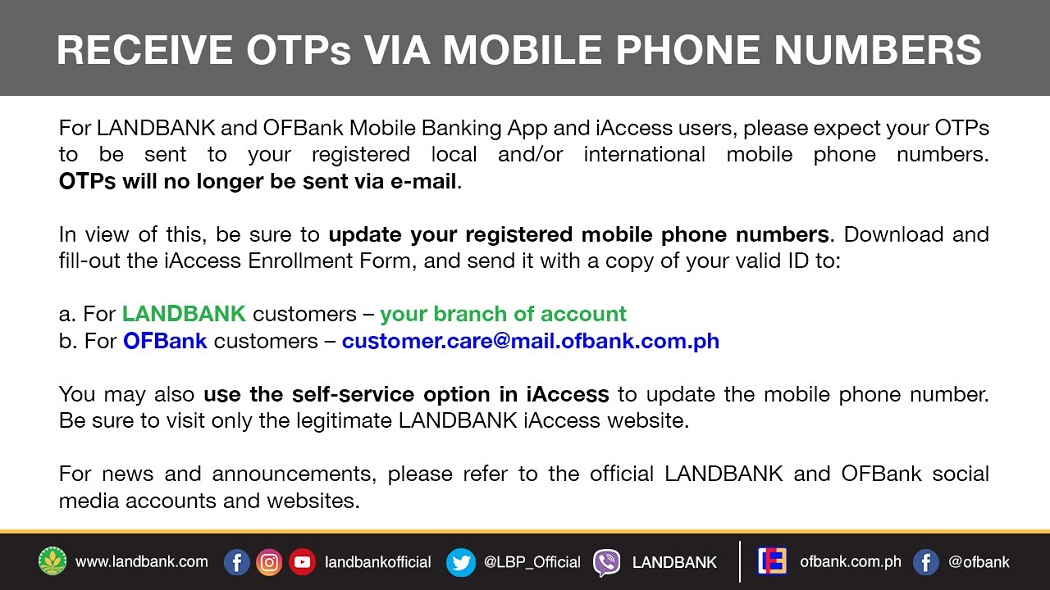 RECEIVE OTPs VIA MOBILE PHONE NUMBERS
For LANDBANK and OFBank Mobile Banking App and iAccess users, please expect your OTPs
to be sent to your registered local and/or international mobile phone numbers.
OTPs will no longer be sent via e-mail.
In view of this, be sure to update your registered mobile phone numbers. Download and
fill-out the iAccess Enrollment Form, and send it with a copy of your valid ID to:
a. For LANDBANK customers – your branch of account
b. For OFBank customers – customer.care@mail.ofbank.com.ph
You may also use the self-service option in iAccess to update the mobile phone number.
Be sure to visit only the legitimate LANDBANK iAccess website.
For news and announcements, please refer to the official LANDBANK and OFBank social
media accounts and websites.
www.landbank.com landbankofficial @LBP_Official LANDBANK ofbank.com.ph @ofbank